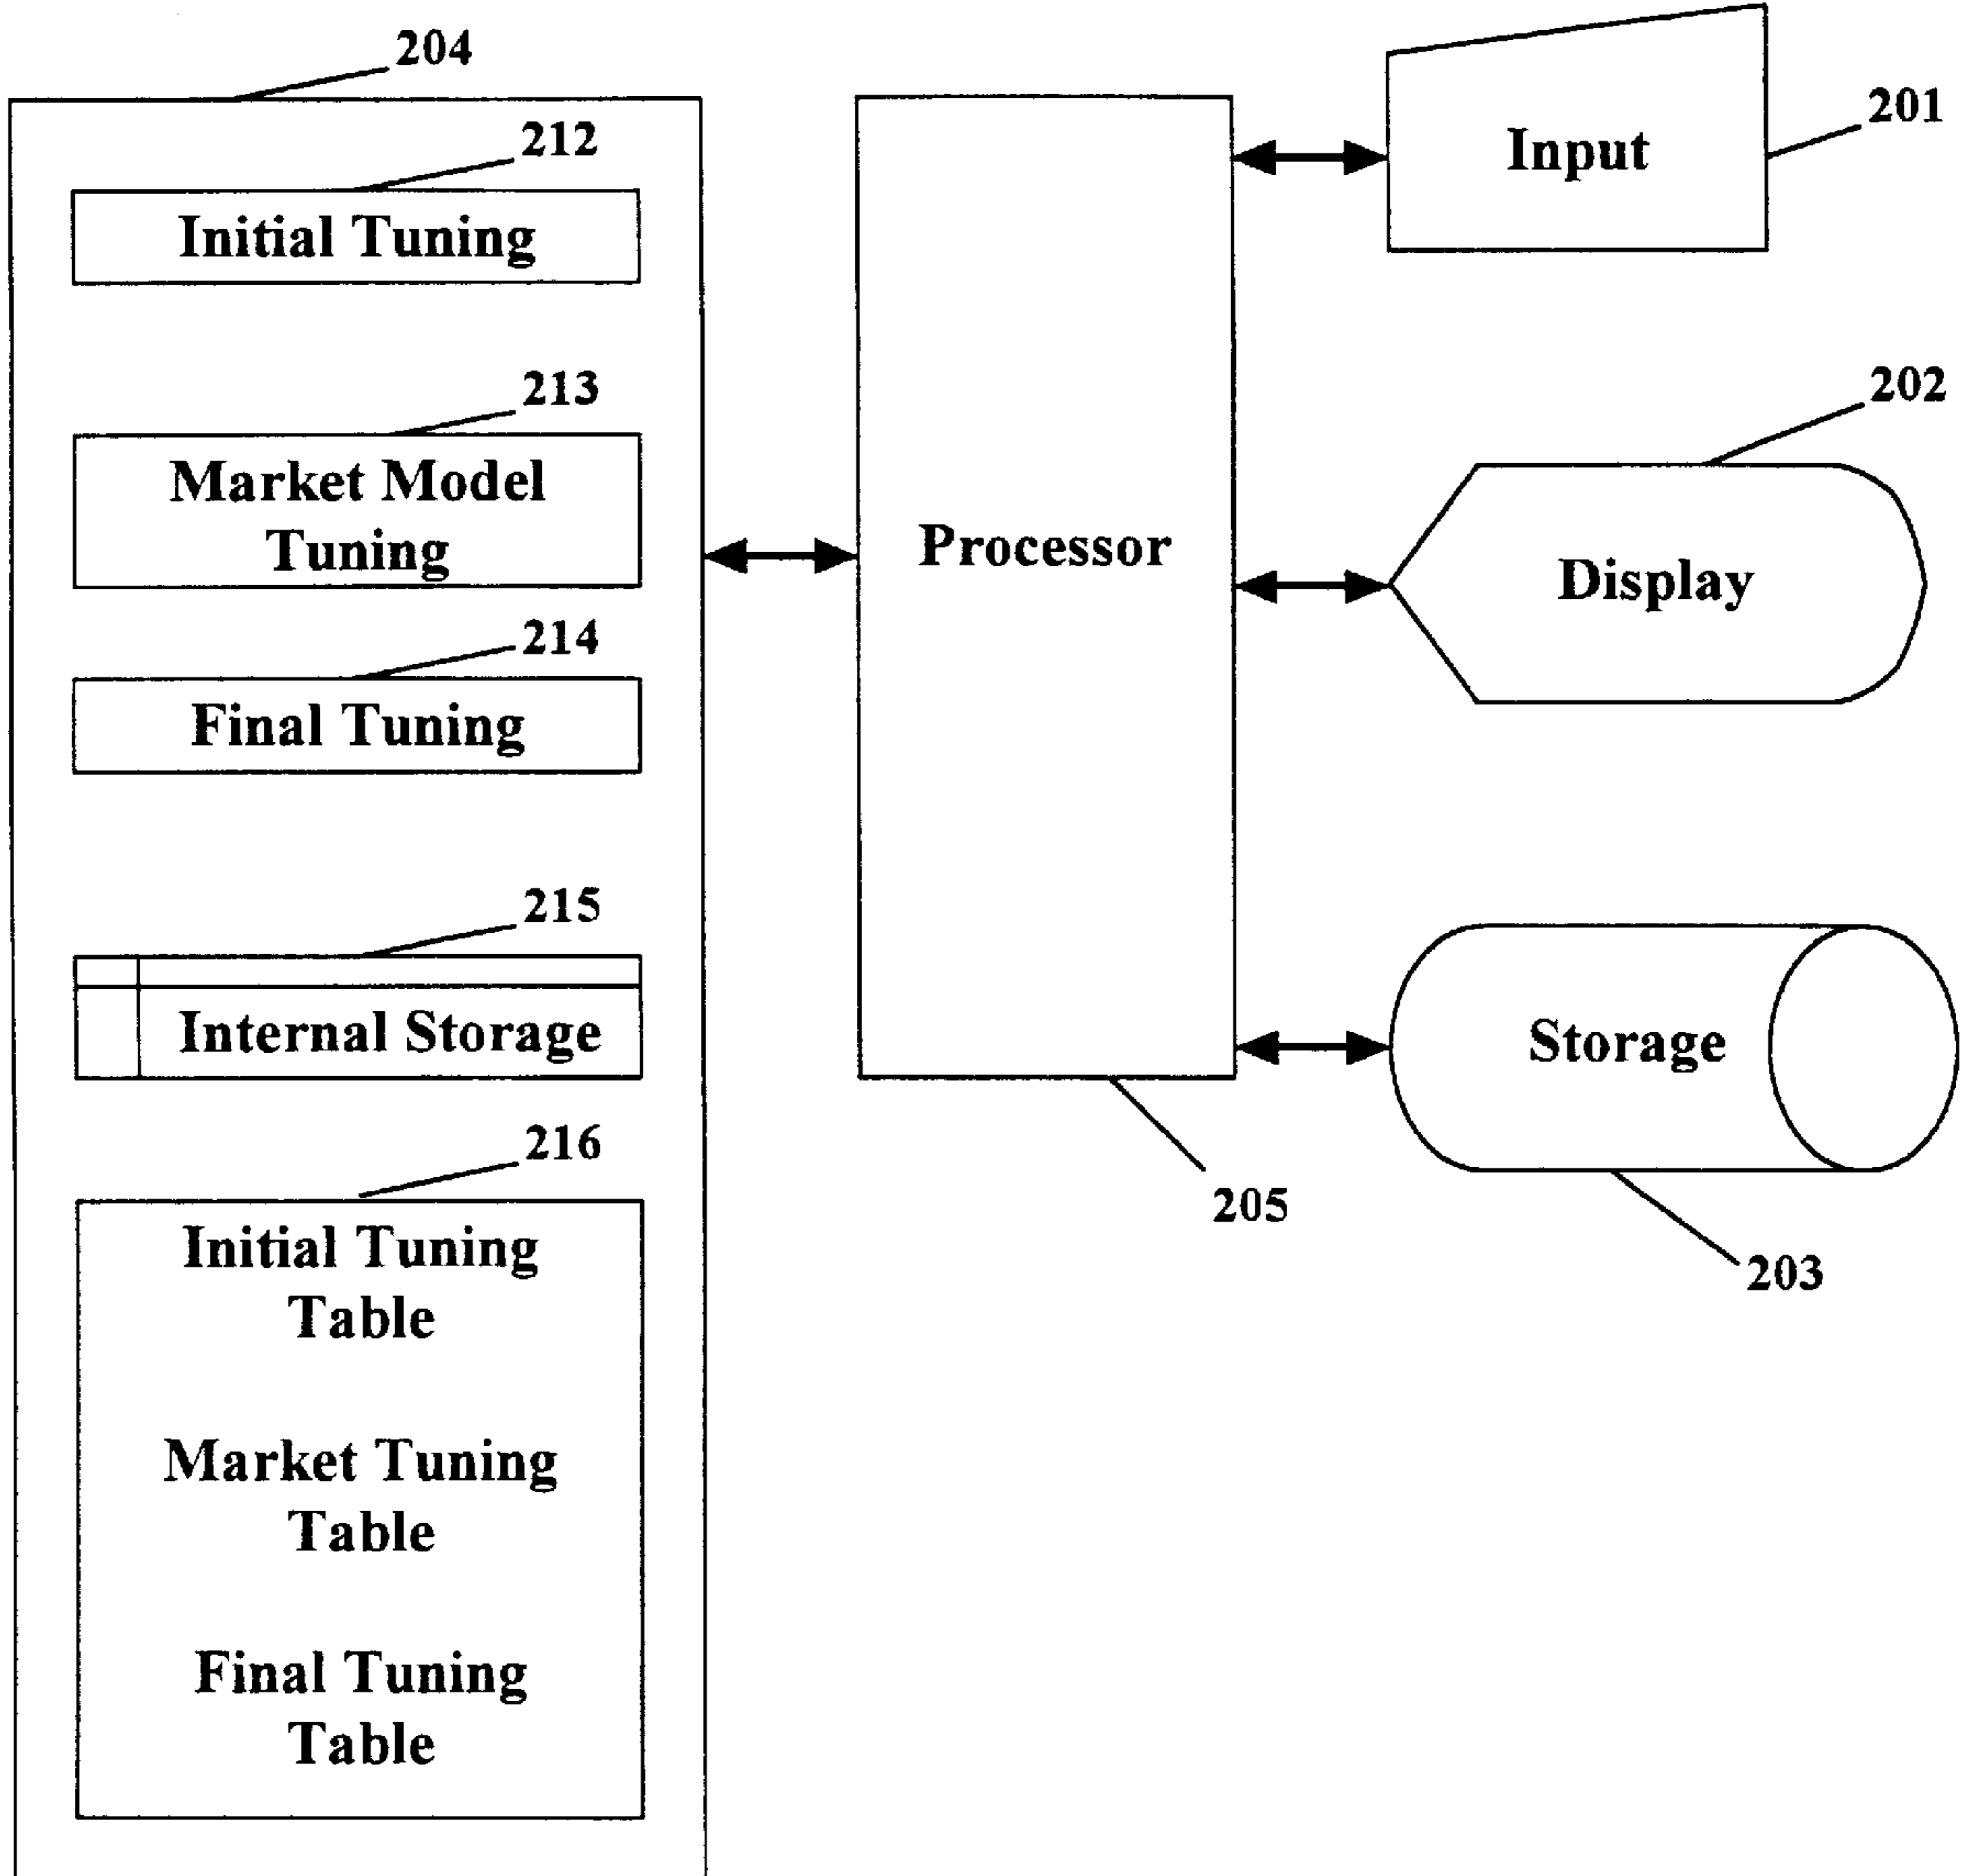 204
212
Initial Tuning
213
Market Model
Tuning
214
Final Tuning
215
Internal Storage
216
Initial Tuning
Table
Market Tuning
Table
Final Tuning
Table
Processor
205
Input
201
202
Display
Storage
203